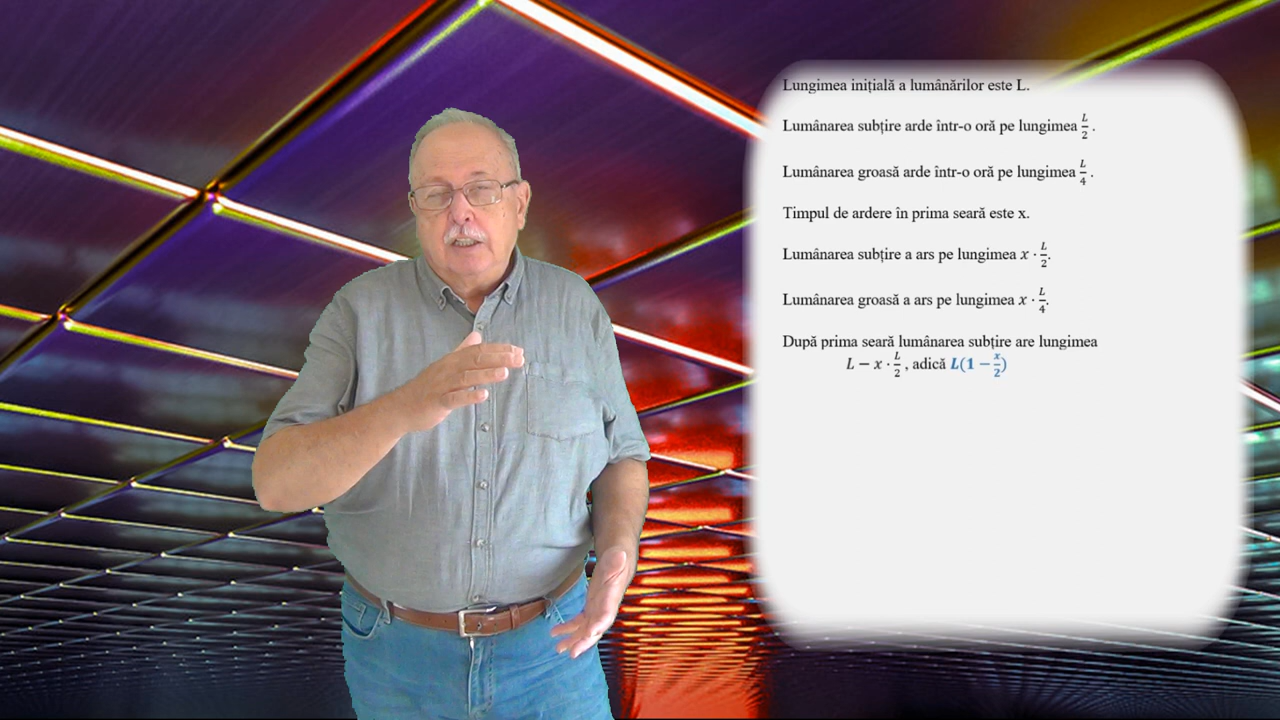 Lungimea inițială a lumânărilor este L.
Lumânarea subțire arde într-o oră pe lungimea L/2 .
Lumânarea groasă arde într-o oră pe lungimea L/4 .
Timpul de ardere în prima seară este x.
Lumânarea subțire a ars pe lungimea x · L/2.
Lumânarea groasă a ars pe lungimea x · L/4.
După prima seară lumânarea subțire are lungimea
L − x · L/2 , adică L(1 − x/2)